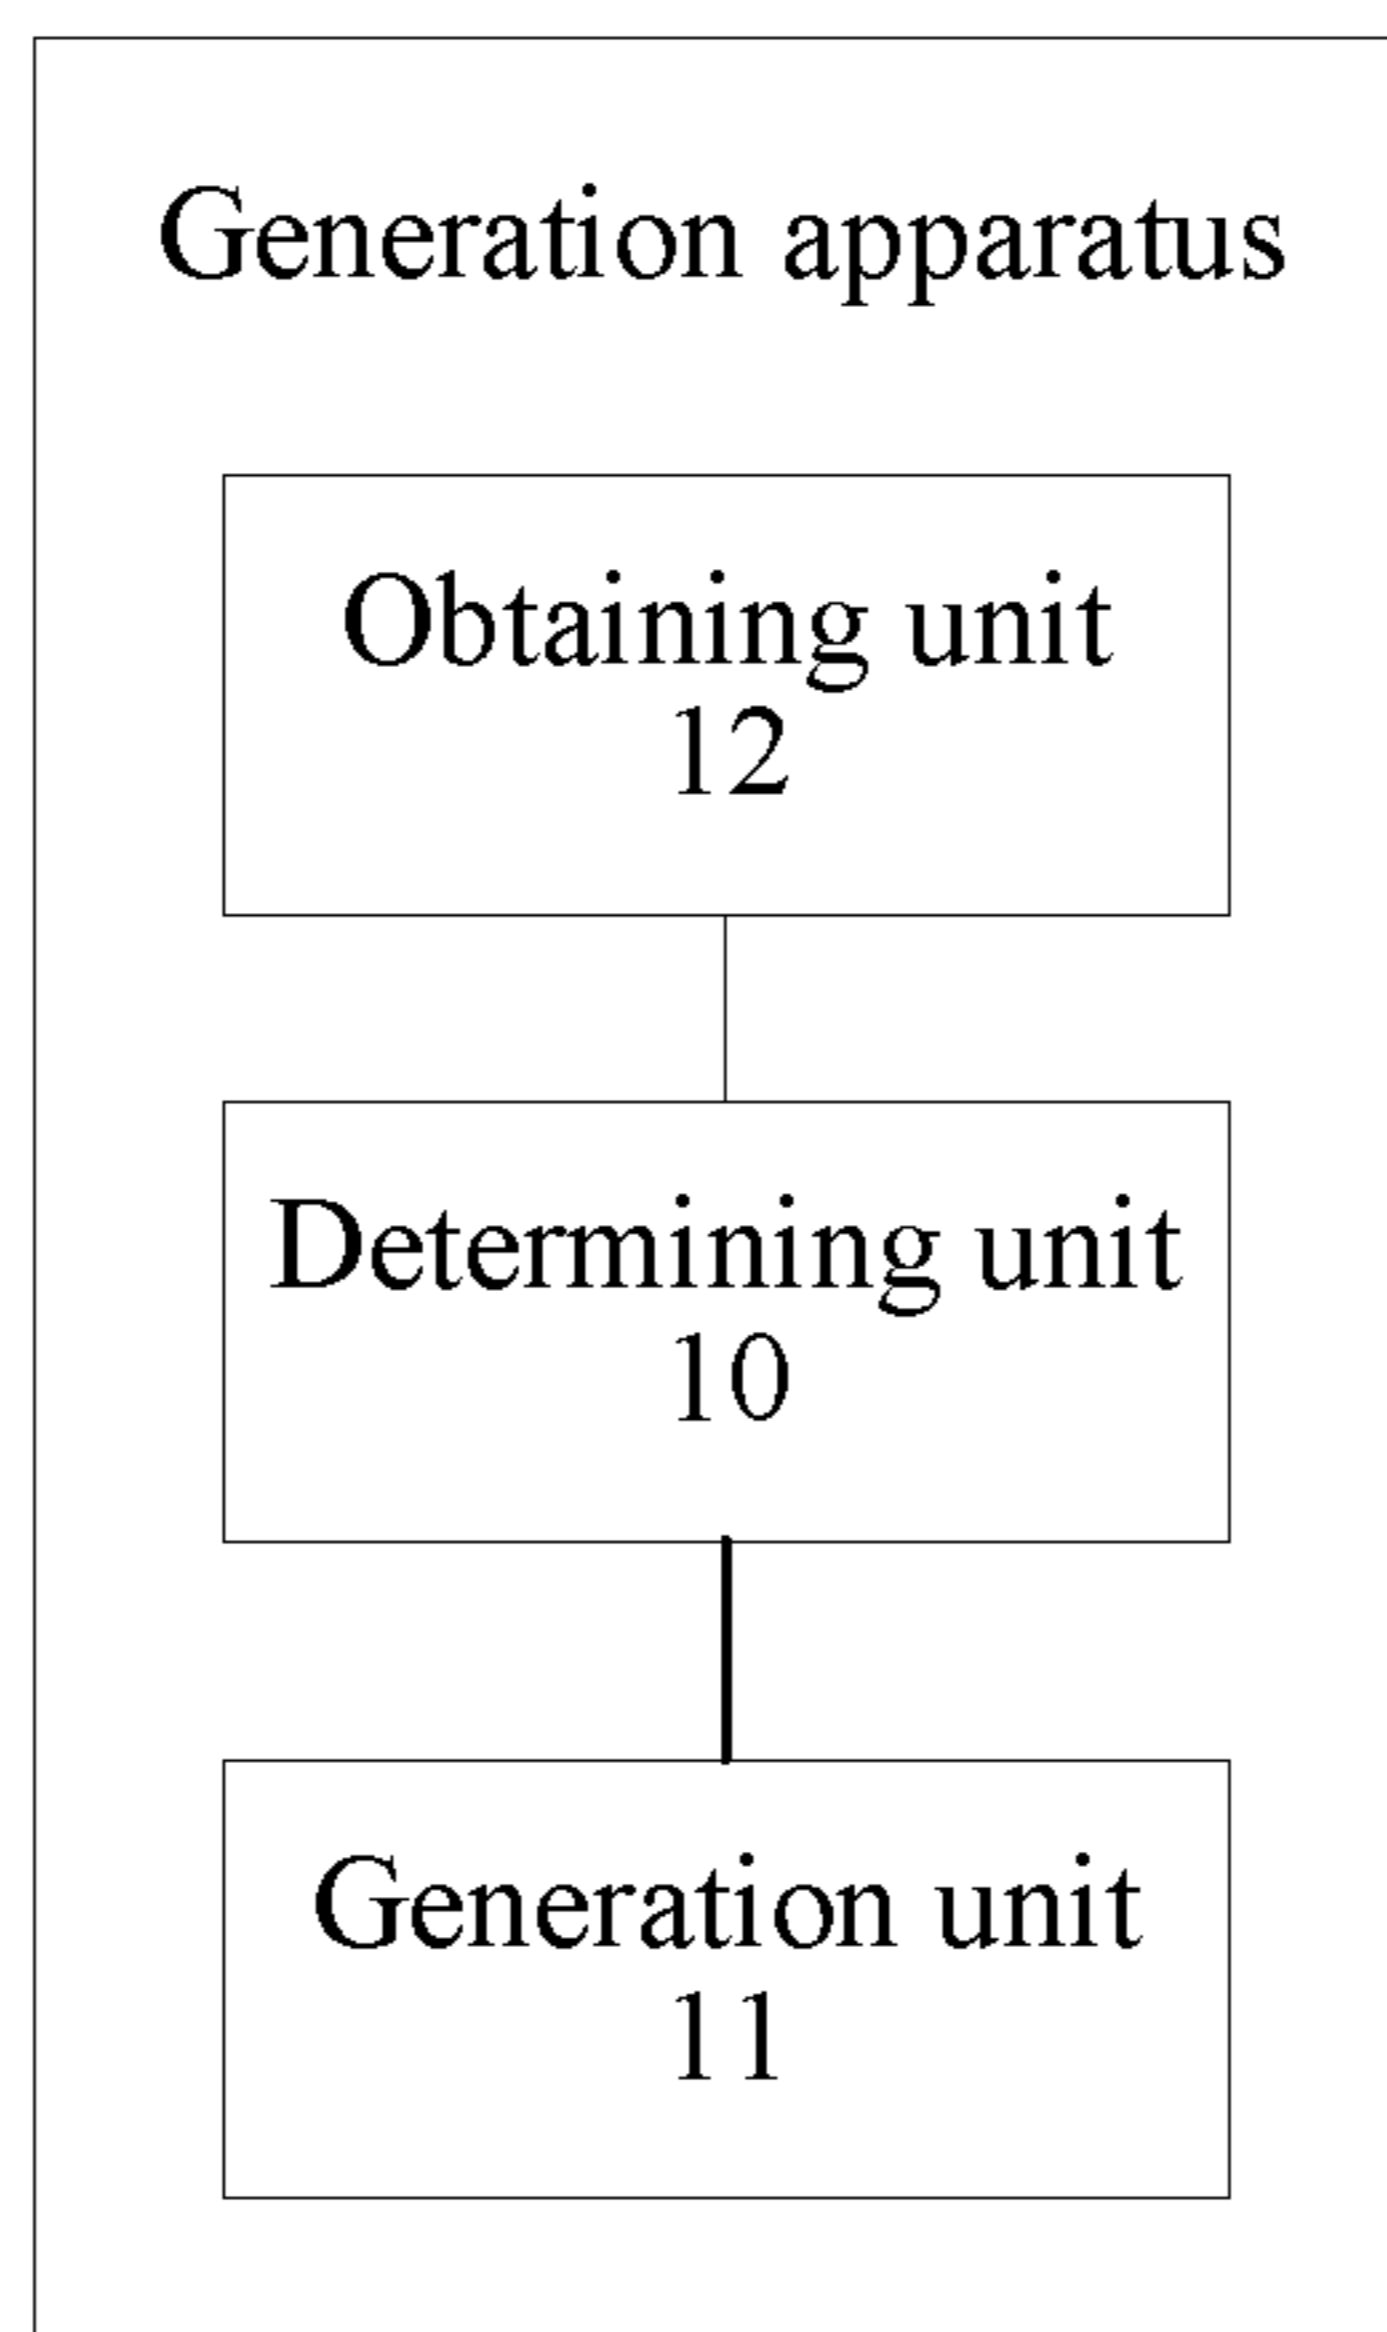 Generation apparatus
Obtaining unit
12
Determining unit
10
Generation unit
11